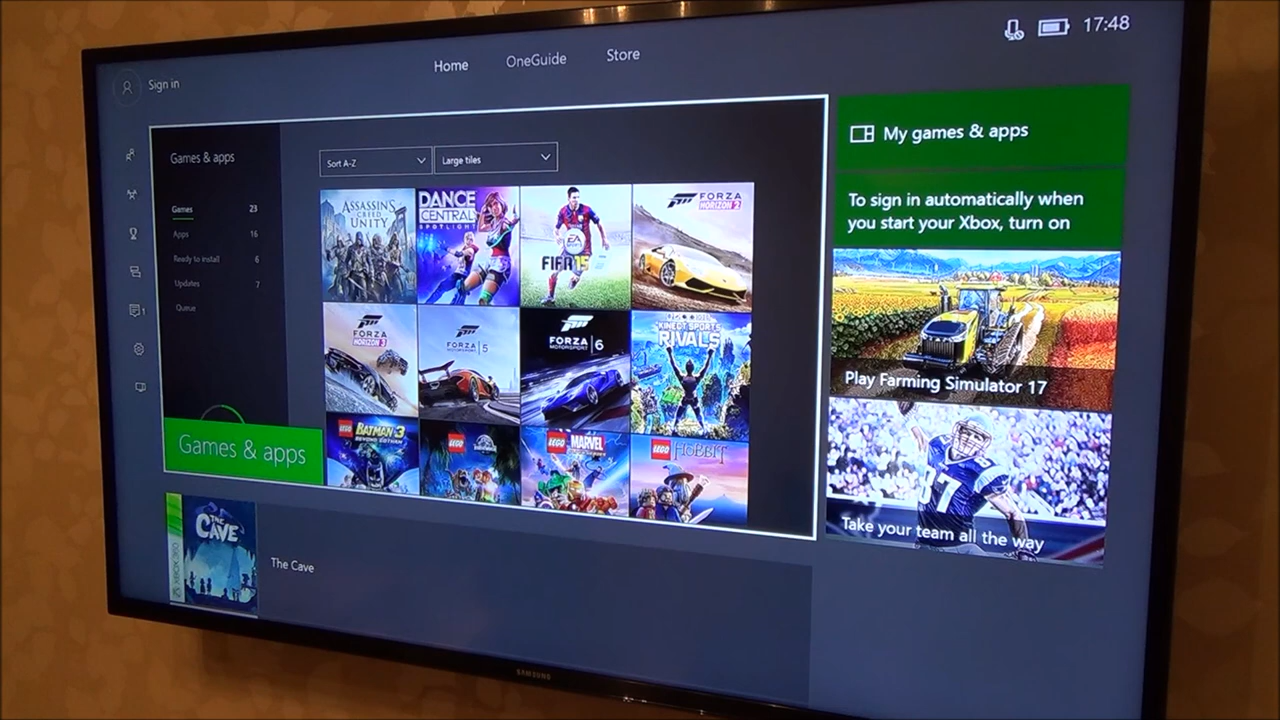 17:48
Home
OneGuide
Store
Sign in
Games & apps
Sort A-Z
Large tiles
Games 23
Apps 16
Ready to install 6
Updates 7
Queue
1
ASSASSIN'S
CREED
UNITY
DANCE
CENTRAL
SPOTLIGHT
EA
SPORTS
FIFA 15
FORZA
HORIZON 2
FORZA
HORIZON 3
FORZA
MOTORSPORT 5
FORZA
MOTORSPORT 6
KINECT SPORTS
RIVALS
LEGO
BATMAN 3
BEYOND GOTHAM
LEGO
LEGO MARVEL
LEGO
HOBBIT
Games & apps
My games & apps
To sign in automatically when
you start your Xbox, turn on
Play Farming Simulator 17
Take your team all the way
THE
CAVE
XBOX 360
The Cave
SAMSUNG